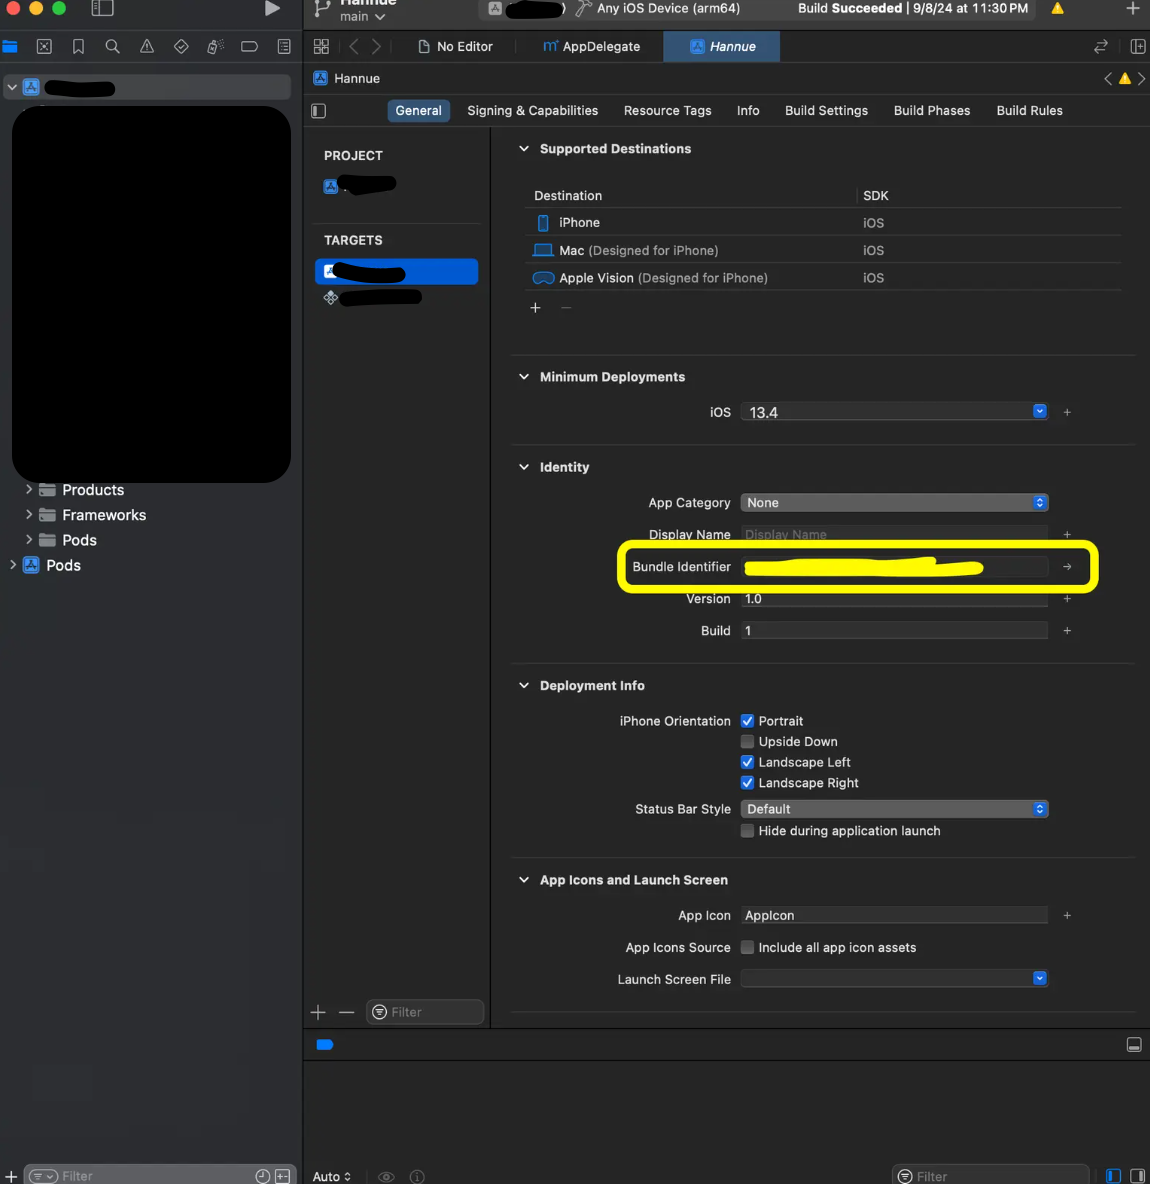 Hannue
main
Any iOS Device (arm64)
Build Succeeded | 9/8/24 at 11:30 PM
No Editor
AppDelegate
Hannue
Hannue
General
Signing & Capabilities
Resource Tags
Info
Build Settings
Build Phases
Build Rules
PROJECT
TARGETS
Products
Frameworks
Pods
Pods
Supported Destinations
Destination SDK
iPhone iOS
Mac (Designed for iPhone) iOS
Apple Vision (Designed for iPhone) iOS
Minimum Deployments
iOS 13.4
Identity
App Category None
Display Name Display Name
Bundle Identifier
Version 1.0
Build 1
Deployment Info
iPhone Orientation Portrait
Upside Down
Landscape Left
Landscape Right
Status Bar Style Default
Hide during application launch
App Icons and Launch Screen
App Icon AppIcon
App Icons Source Include all app icon assets
Launch Screen File
Filter
Filter
Auto
Filter